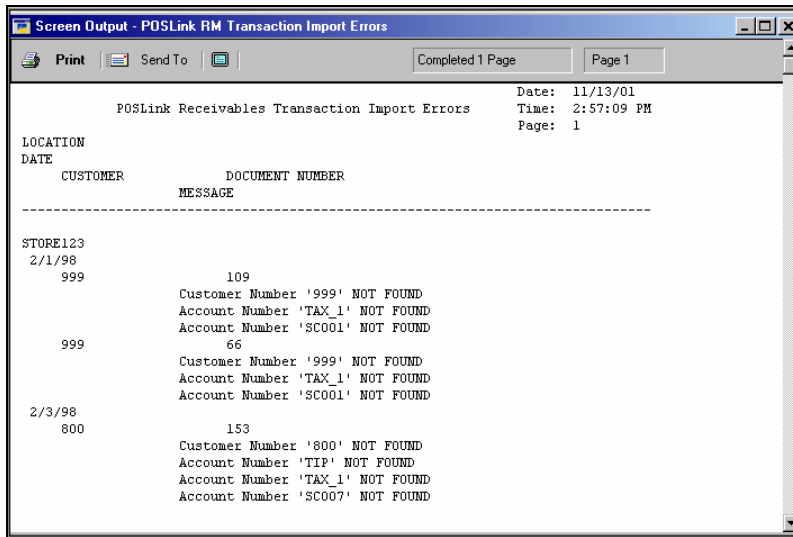 Screen Output - POSLink RM Transaction Import Errors
Print Send To Completed 1 Page Page 1
Date: 11/13/01
POSLink Receivables Transaction Import Errors Time: 2:57:09 PM
Page: 1
LOCATION
DATE
CUSTOMER DOCUMENT NUMBER
MESSAGE
--------------------------------------------------------------------------------
STORE123
2/1/98
999 109
Customer Number '999' NOT FOUND
Account Number 'TAX_1' NOT FOUND
Account Number 'SC001' NOT FOUND
999 66
Customer Number '999' NOT FOUND
Account Number 'TAX_1' NOT FOUND
Account Number 'SC001' NOT FOUND
2/3/98
800 153
Customer Number '800' NOT FOUND
Account Number 'TIP' NOT FOUND
Account Number 'TAX_1' NOT FOUND
Account Number 'SC007' NOT FOUND